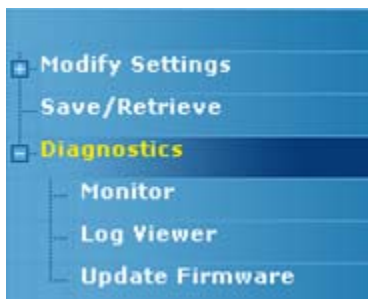 Modify Settings
Save/Retrieve
Diagnostics
Monitor
Log Viewer
Update Firmware